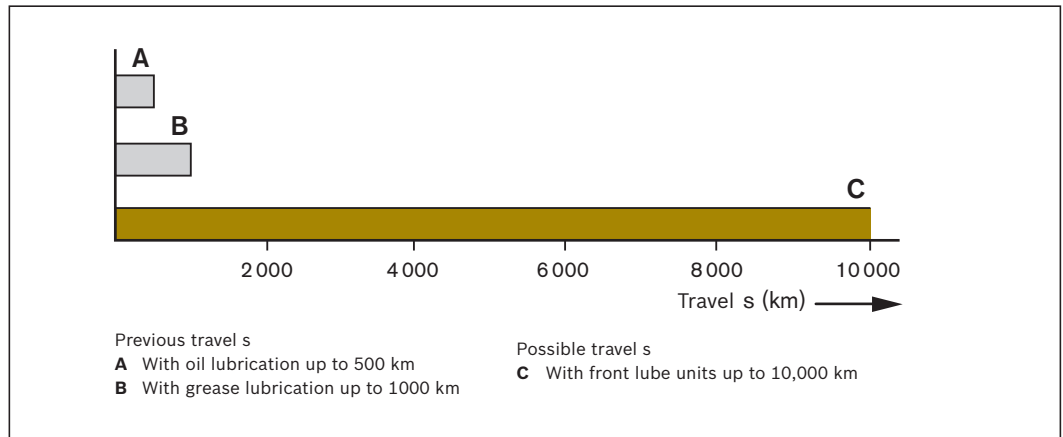 A
B
C
2000 4000 6000 8000 10000
Travel s (km)
Previous travel s
A With oil lubrication up to 500 km
B With grease lubrication up to 1000 km
Possible travel s
C With front lube units up to 10,000 km